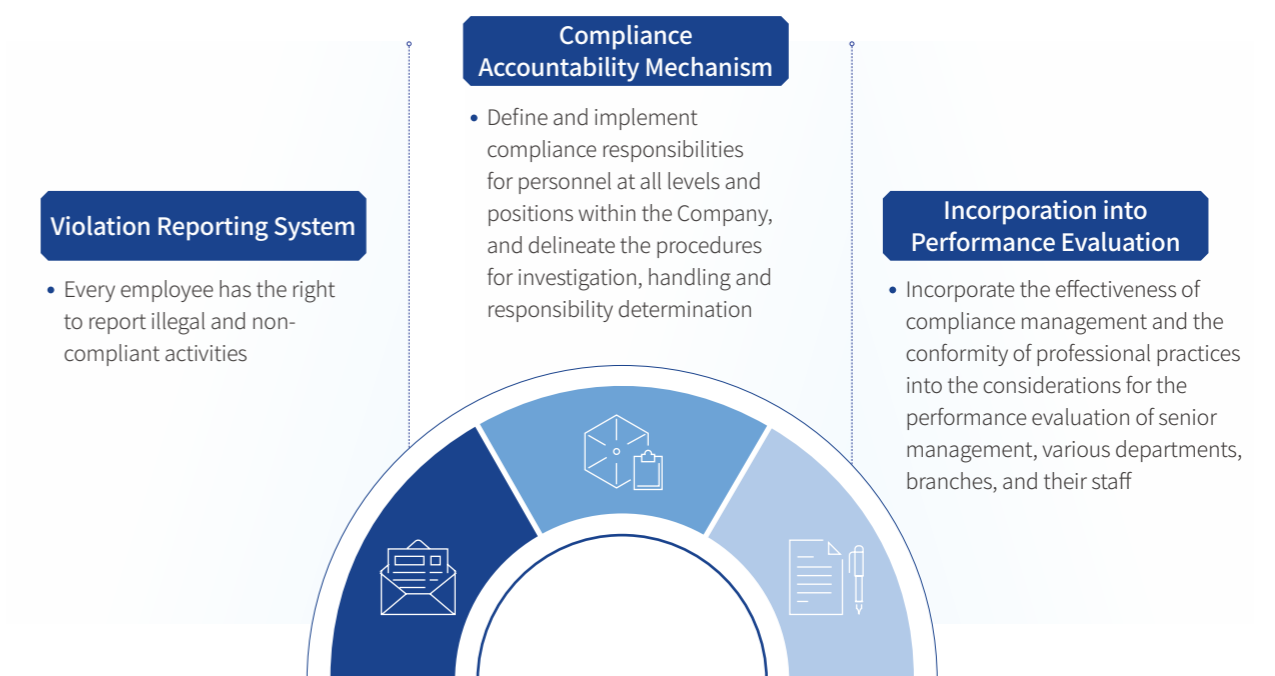 Violation Reporting System
• Every employee has the right
to report illegal and non-
compliant activities
Compliance
Accountability Mechanism
• Define and implement
compliance responsibilities
for personnel at all levels and
positions within the Company,
and delineate the procedures
for investigation, handling and
responsibility determination
Incorporation into
Performance Evaluation
• Incorporate the effectiveness of
compliance management and the
conformity of professional practices
into the considerations for the
performance evaluation of senior
management, various departments,
branches, and their staff